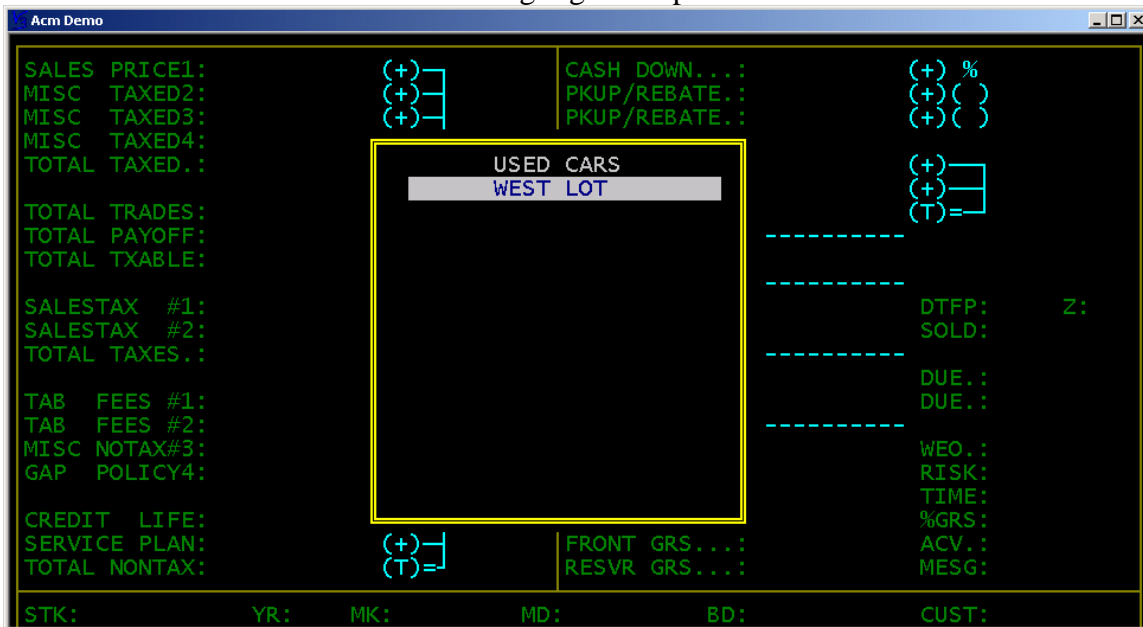 Acm Demo
SALES PRICE1: (+) CASH DOWN...: (+) %
MISC TAXED2: (+) PKUP/REBATE.: (+)( )
MISC TAXED3: (+) PKUP/REBATE.: (+)( )
MISC TAXED4:
TOTAL TAXED.: USED CARS (+)
WEST LOT (+)
TOTAL TRADES: (T)=
TOTAL PAYOFF: ----------
TOTAL TXABLE:
----------
SALESTAX #1: DTFP: Z:
SALESTAX #2: SOLD:
TOTAL TAXES.: ----------
DUE.:
TAB FEES #1: DUE.:
TAB FEES #2: ----------
MISC NOTAX#3: WEO.:
GAP POLICY4: RISK:
TIME:
CREDIT LIFE: %GRS:
SERVICE PLAN: (+) FRONT GRS...: ACV.:
TOTAL NONTAX: (T)= RESVR GRS...: MESG:
STK: YR: MK: MD: BD: CUST: